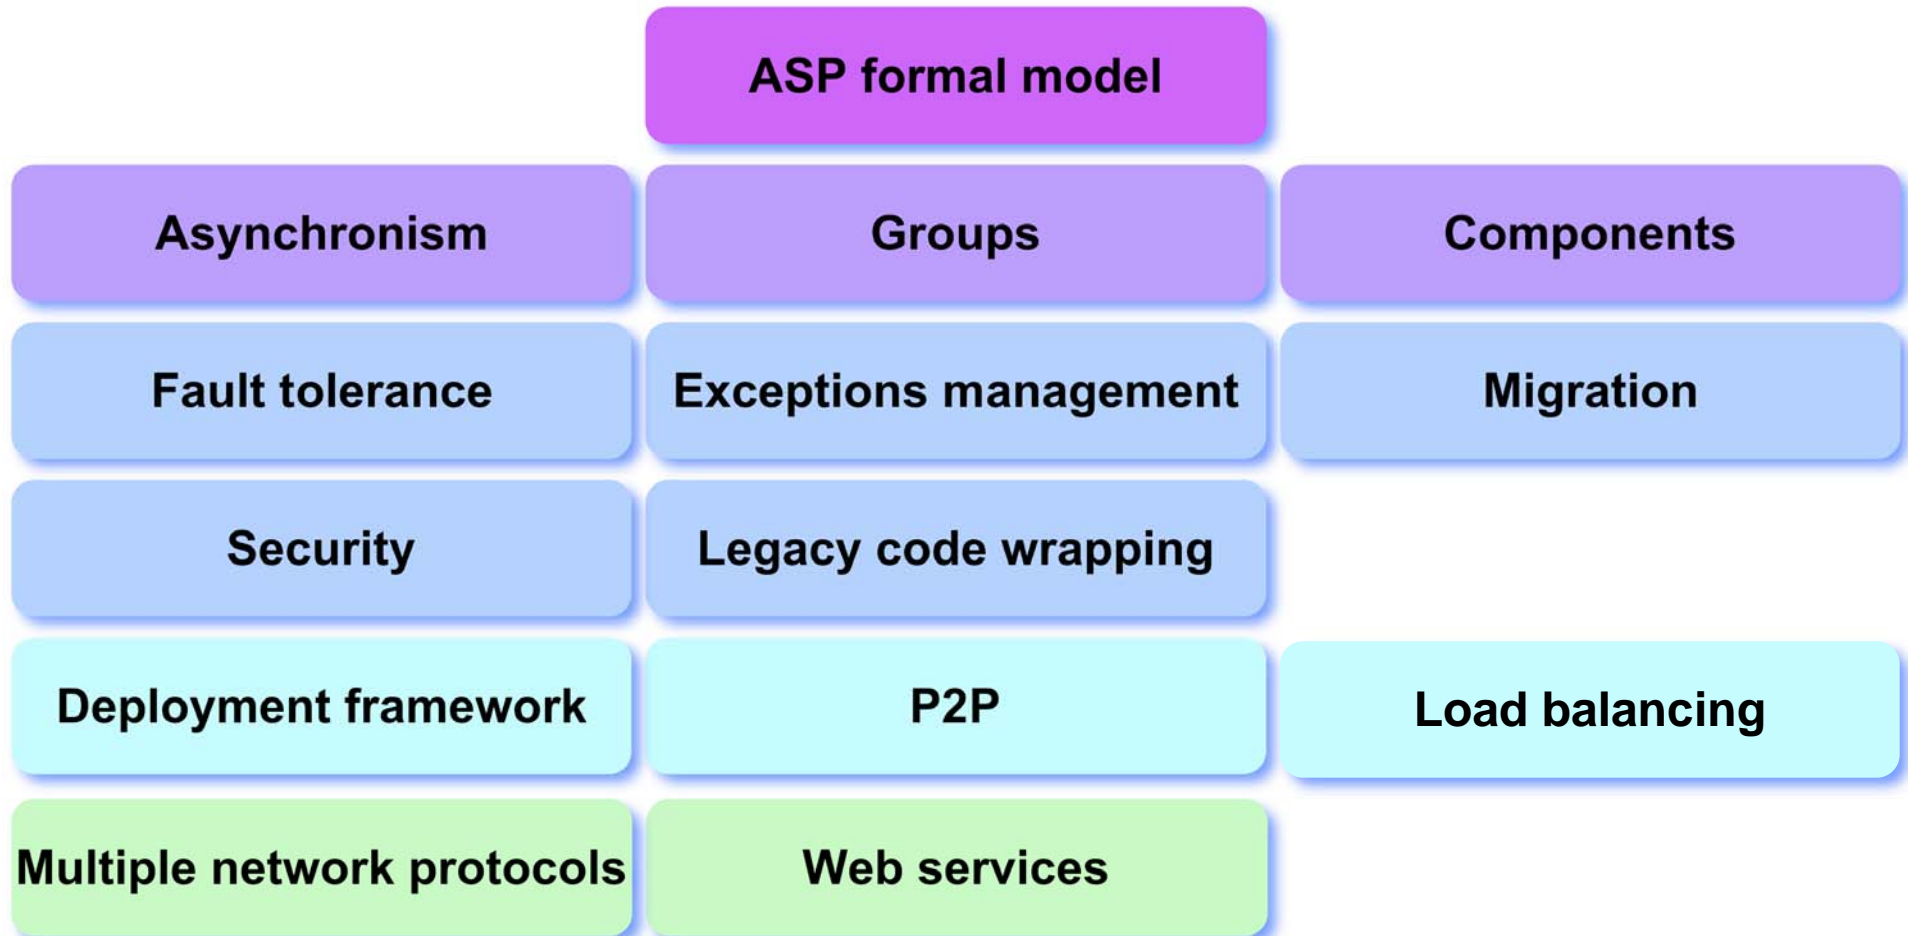 ASP formal model
Asynchronism
Groups
Components
Fault tolerance
Exceptions management
Migration
Security
Legacy code wrapping
Deployment framework
P2P
Load balancing
Multiple network protocols
Web services